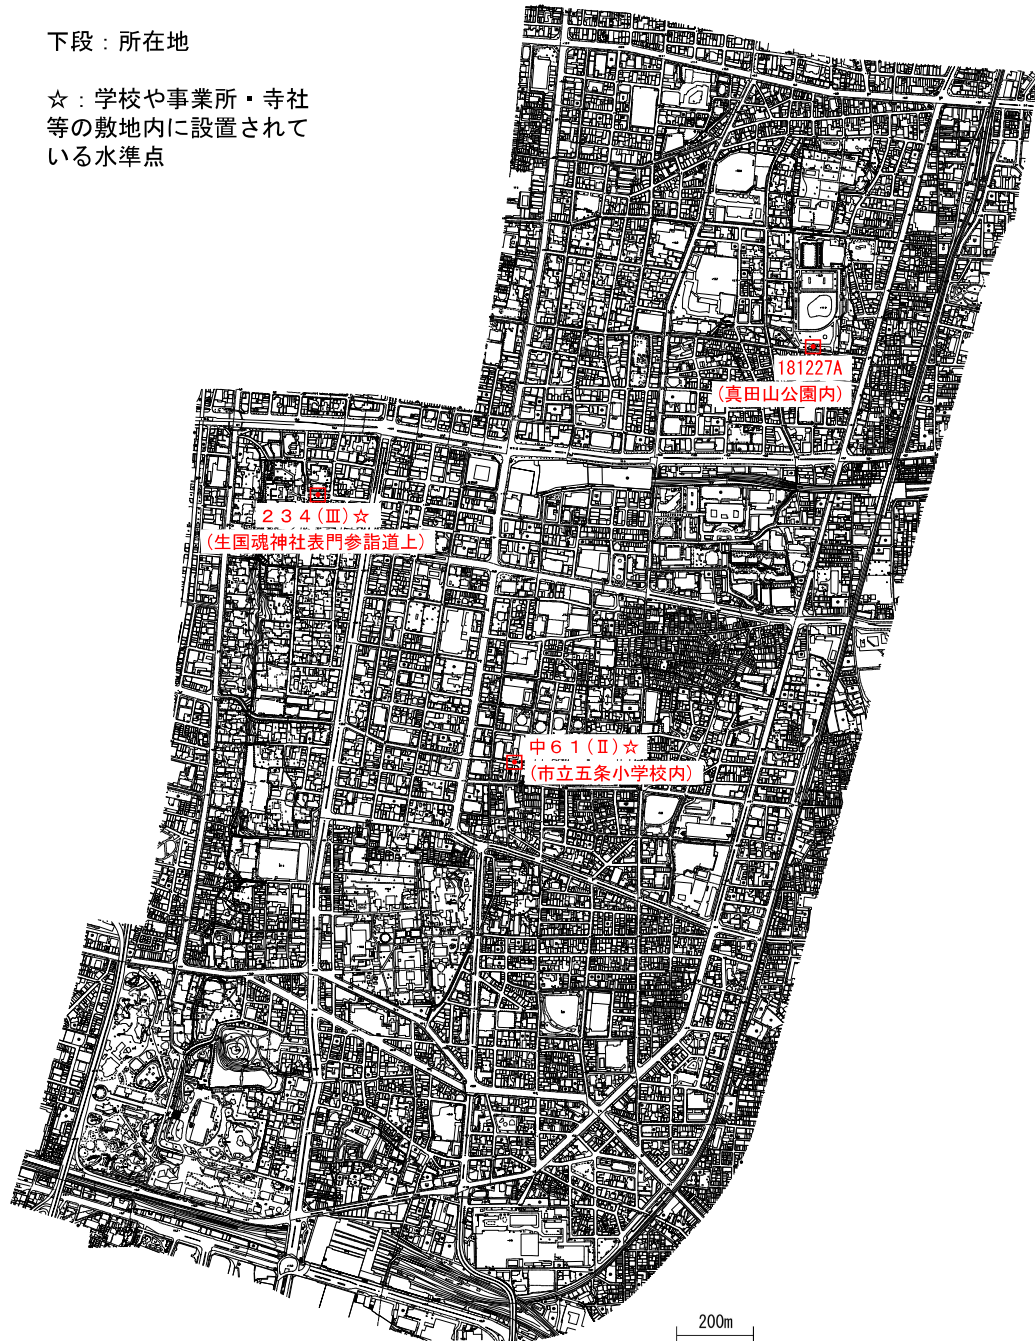 下段：所在地
☆：学校や事業所・寺社
等の敷地内に設置されて
いる水準点
181227A
(真田山公園内)
２３４(Ⅲ)☆
(生国魂神社表門参詣道上)
中６１(Ⅱ)☆
(市立五条小学校内)
200m